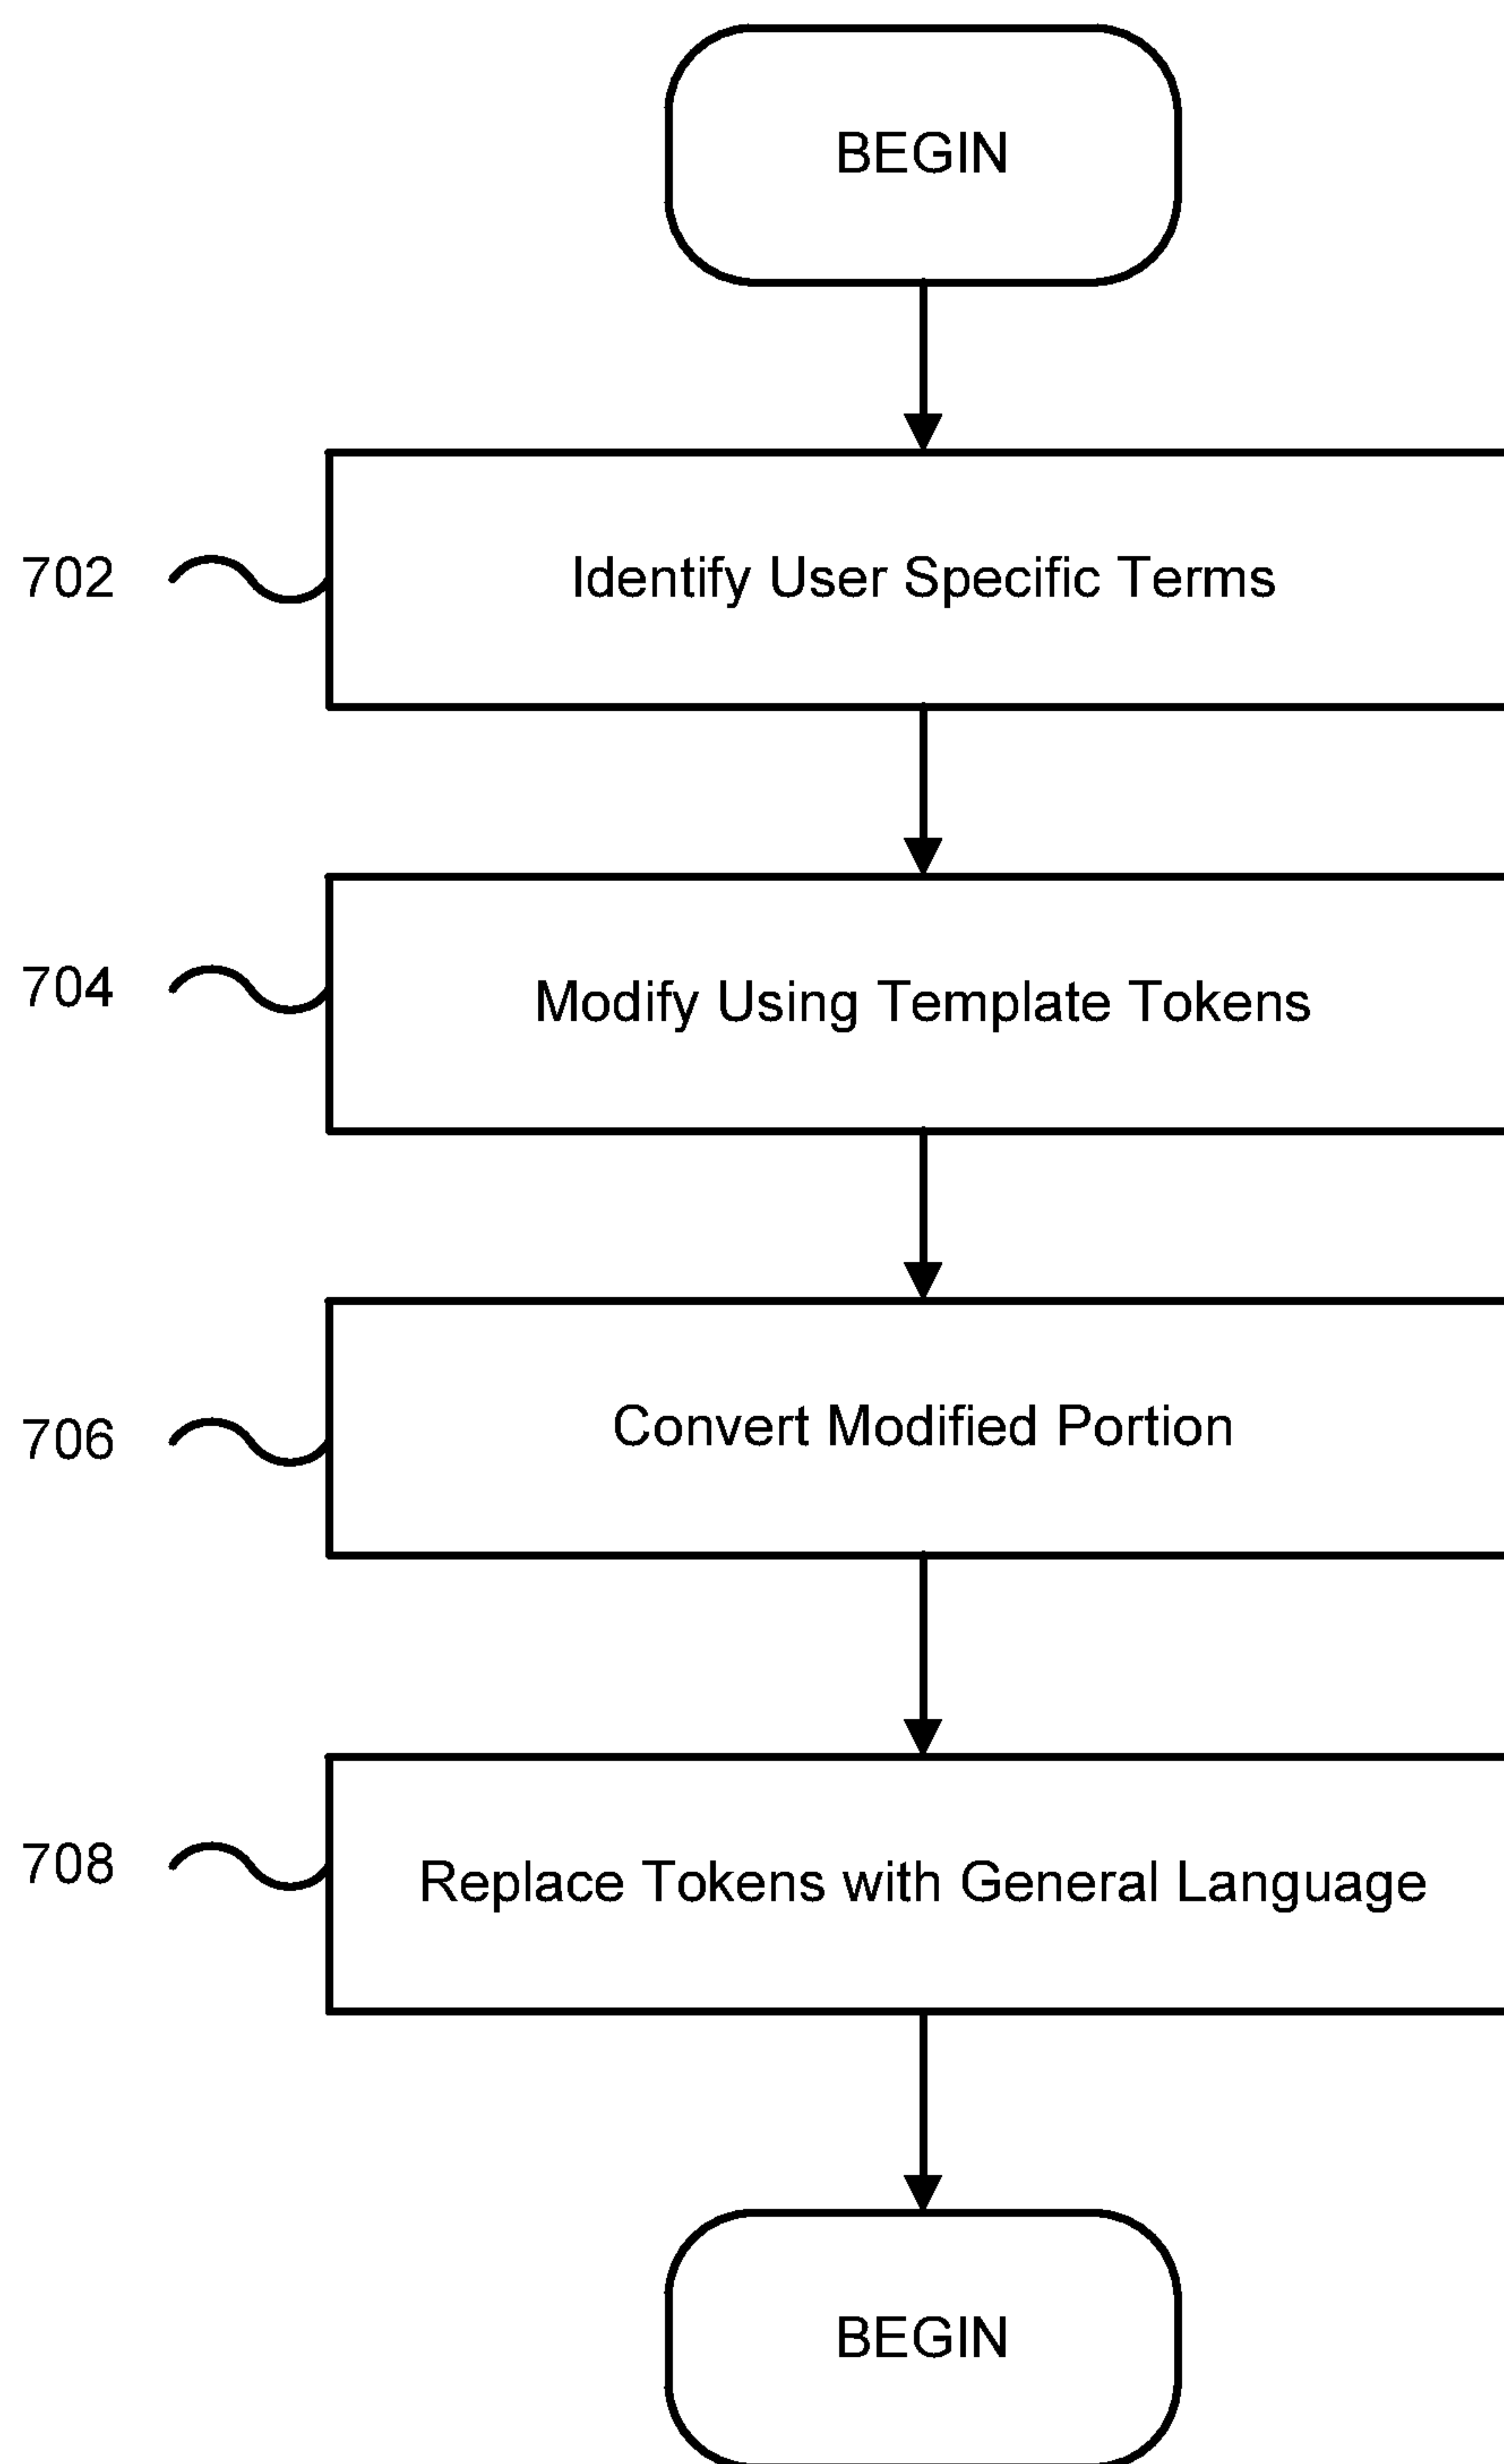 BEGIN
702 Identify User Specific Terms
704 Modify Using Template Tokens
706 Convert Modified Portion
708 Replace Tokens with General Language
BEGIN